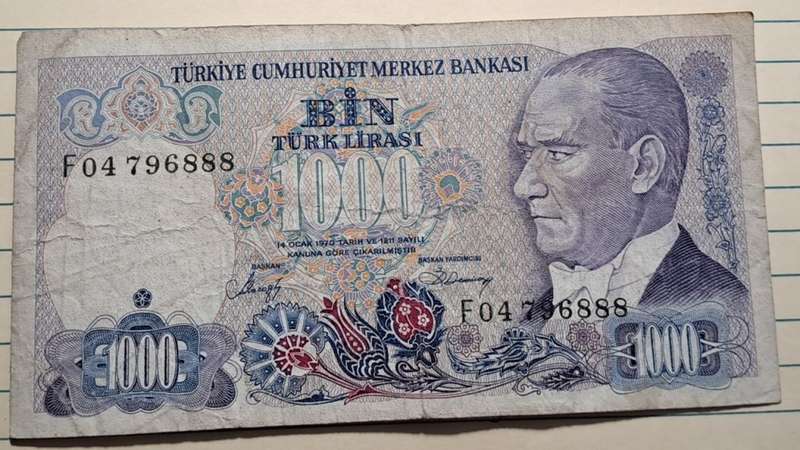 TÜRKİYE CUMHURİYET MERKEZ BANKASI
BİN
TÜRK LİRASI
F04 796888
1000
14 OCAK 1970 TARİH VE 1211 SAYILI
KANUNA GÖRE ÇIKARILMIŞTIR
BAŞKAN
BAŞKAN YARDIMCISI
F04 796888
1000
1000